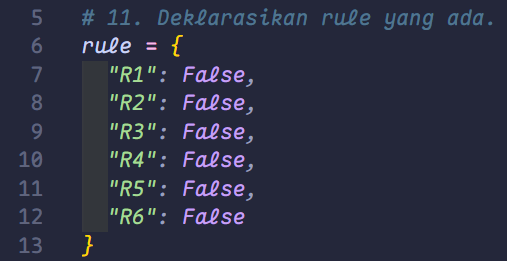 5 # 11. Deklarasikan rule yang ada.
6 rule = {
7 "R1": False,
8 "R2": False,
9 "R3": False,
10 "R4": False,
11 "R5": False,
12 "R6": False
13 }